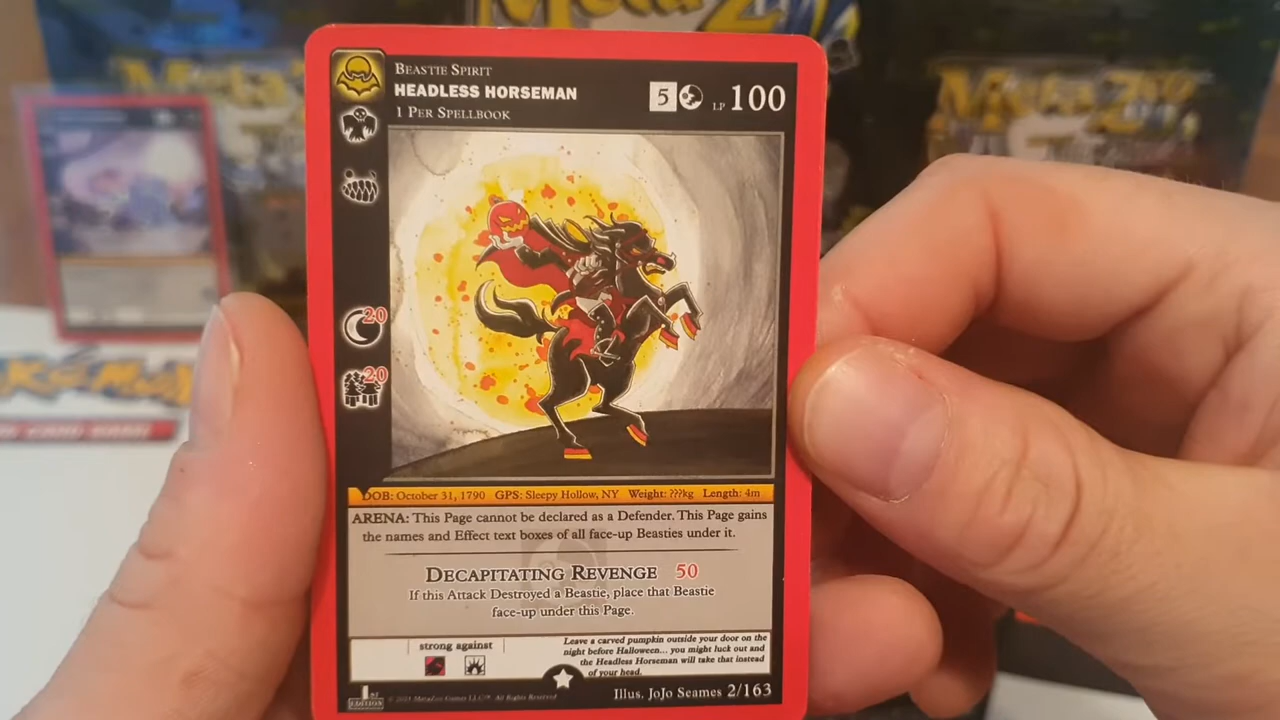 BEASTIE SPIRIT
HEADLESS HORSEMAN
1 PER SPELLBOOK
5 LP 100
20
20
DOB: October 31, 1790 GPS: Sleepy Hollow, NY Weight: ???kg Length: 4m
ARENA: This Page cannot be declared as a Defender. This Page gains
the names and Effect text boxes of all face-up Beasties under it.
DECAPITATING REVENGE 50
If this Attack Destroyed a Beastie, place that Beastie
face-up under this Page.
strong against
Leave a carved pumpkin outside your door on the
night before Halloween... you might luck out and
the Headless Horseman will take that instead
of your head.
1ST
EDITION
MetaZoo Games LLC All Rights Reserved
Illus. JoJo Seames 2/163
MetaZoo
MetaZoo